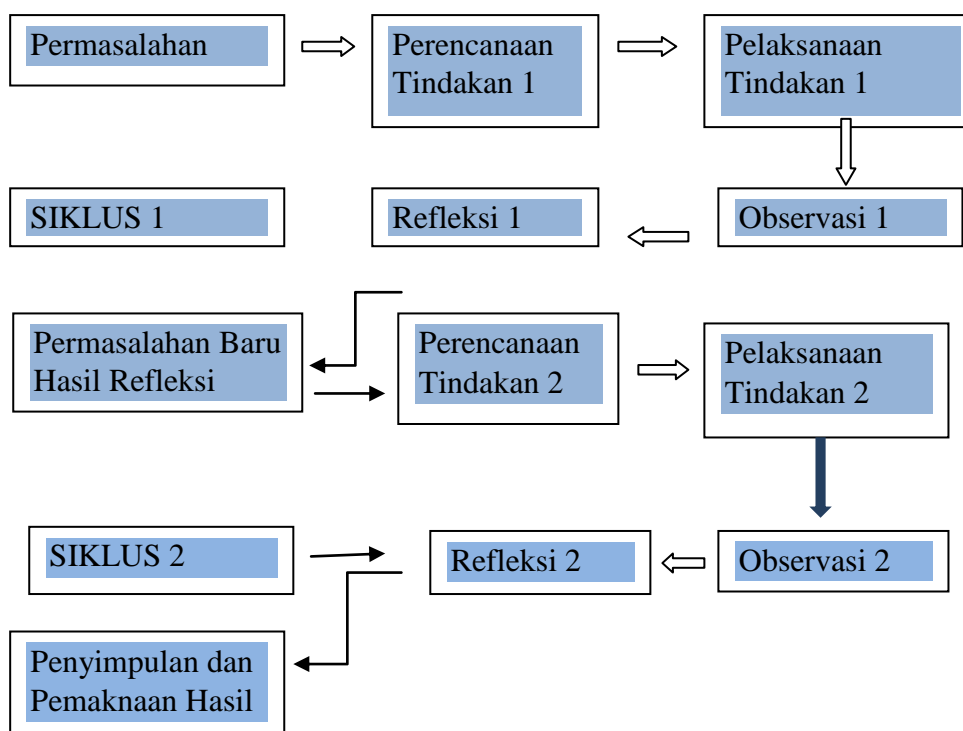 Permasalahan
Perencanaan
Tindakan 1
Pelaksanaan
Tindakan 1
SIKLUS 1
Refleksi 1
Observasi 1
Permasalahan Baru
Hasil Refleksi
Perencanaan
Tindakan 2
Pelaksanaan
Tindakan 2
SIKLUS 2
Refleksi 2
Observasi 2
Penyimpulan dan
Pemaknaan Hasil